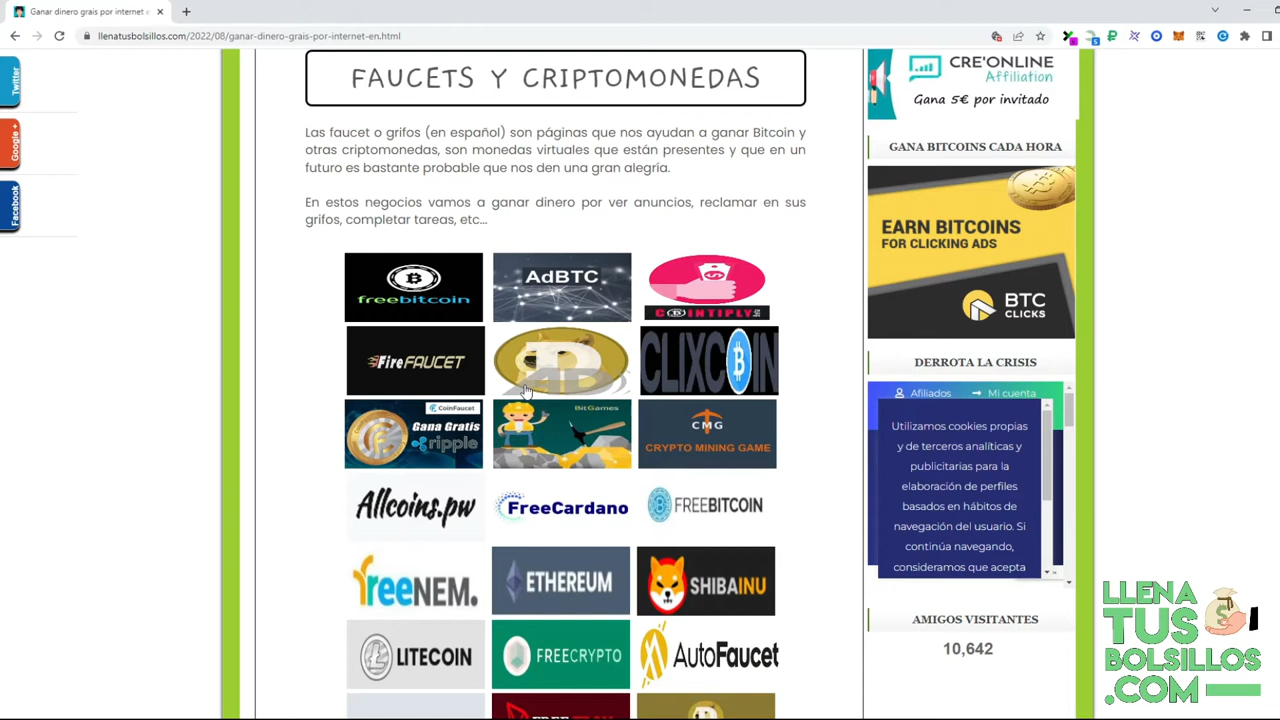 Ganar dinero grais por internet e
llenatusbolsillos.com/2022/08/ganar-dinero-grais-por-internet-en.html
Twitter
Google +
Facebook
FAUCETS Y CRIPTOMONEDAS
Las faucet o grifos (en español) son páginas que nos ayudan a ganar Bitcoin y
otras criptomonedas, son monedas virtuales que están presentes y que en un
futuro es bastante probable que nos den una gran alegría.
En estos negocios vamos a ganar dinero por ver anuncios, reclamar en sus
grifos, completar tareas, etc...
freebitcoin
AdBTC
COINTIPLY
FireFAUCET
CLIXCOIN
CoinFaucet
Gana Gratis
ripple
BitGames
CMG
CRYPTO MINING GAME
Allcoins.pw
FreeCardano
FREEBITCOIN
freeNEM.
ETHEREUM
SHIBAINU
LITECOIN
FREECRYPTO
AutoFaucet
CRE'ONLINE
Affiliation
Gana 5€ por invitado
GANA BITCOINS CADA HORA
EARN BITCOINS
FOR CLICKING ADS
BTC
CLICKS
DERROTA LA CRISIS
Afiliados
Mi cuenta
Utilizamos cookies propias
y de terceros analíticas y
publicitarias para la
elaboración de perfiles
basados en hábitos de
navegación del usuario. Si
continúa navegando,
consideramos que acepta
AMIGOS VISITANTES
10,642
LLENA
TUS
BOLSILLOS
.COM